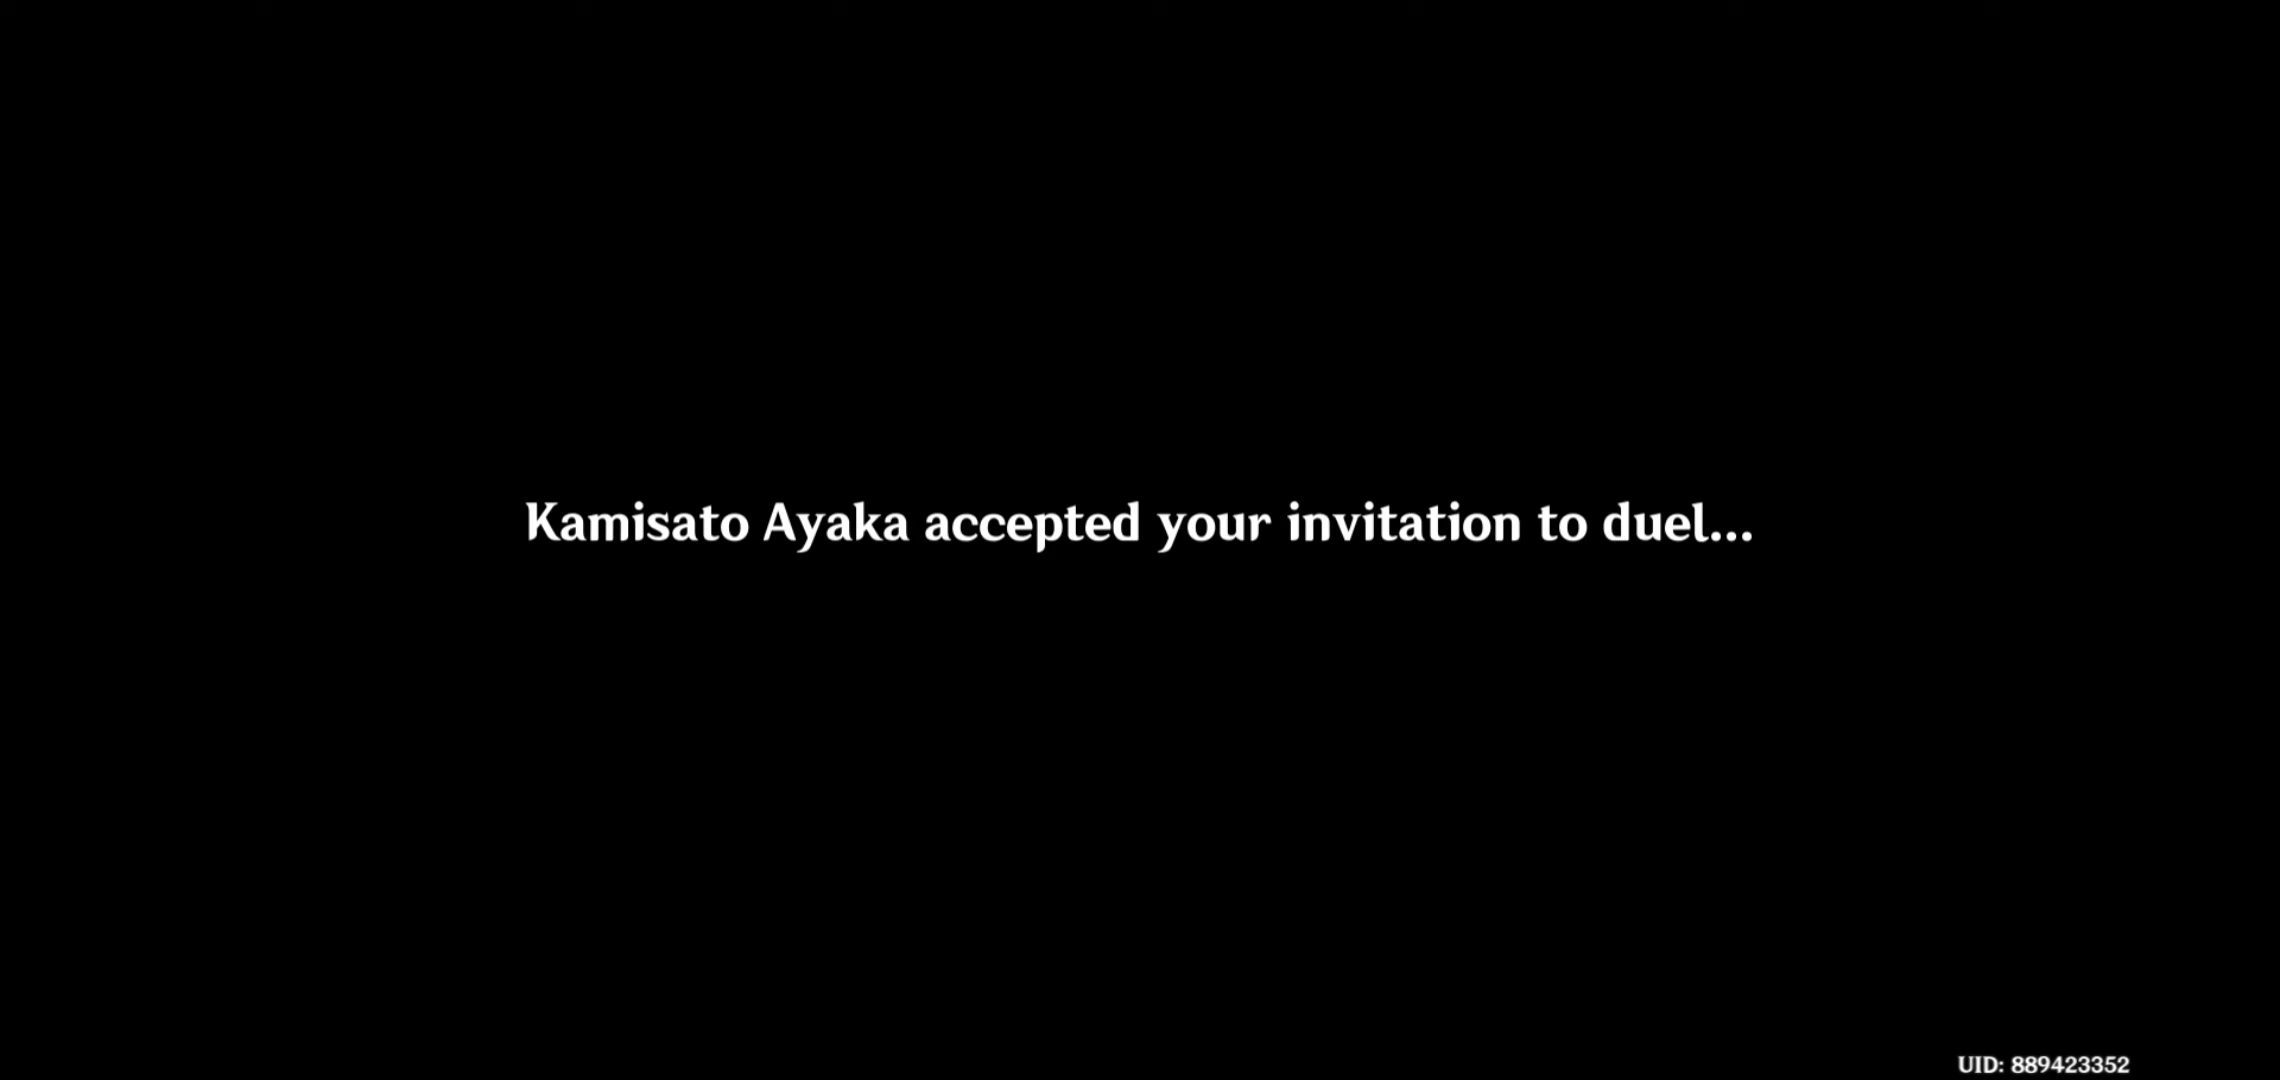 Kamisato Ayaka accepted your invitation to duel...
UID: 889423352